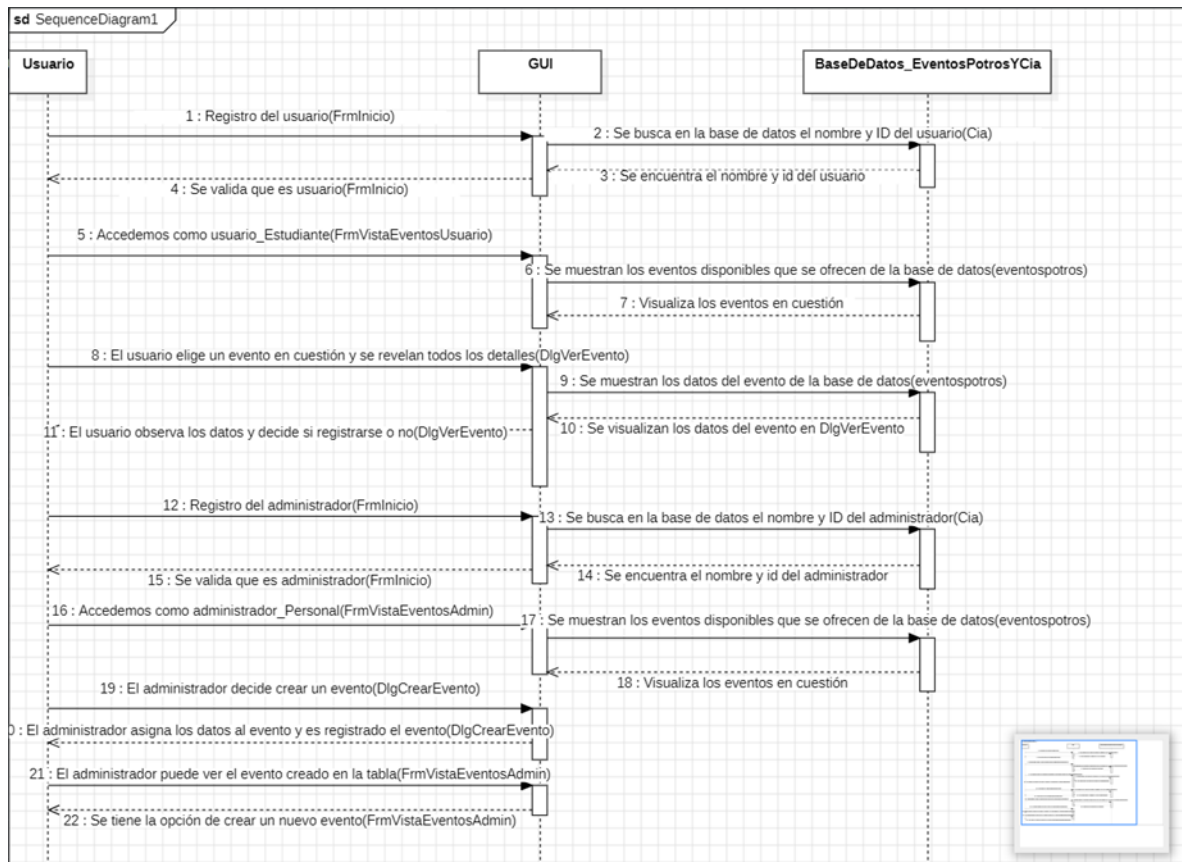 sd SequenceDiagram1
Usuario
GUI
BaseDeDatos_EventosPotrosYCia
1 : Registro del usuario(FrmInicio)
2 : Se busca en la base de datos el nombre y ID del usuario(Cia)
3 : Se encuentra el nombre y id del usuario
4 : Se valida que es usuario(FrmInicio)
5 : Accedemos como usuario_Estudiante(FrmVistaEventosUsuario)
6 : Se muestran los eventos disponibles que se ofrecen de la base de datos(eventospotros)
7 : Visualiza los eventos en cuestión
8 : El usuario elige un evento en cuestión y se revelan todos los detalles(DlgVerEvento)
9 : Se muestran los datos del evento de la base de datos(eventospotros)
10 : Se visualizan los datos del evento en DlgVerEvento
11 : El usuario observa los datos y decide si registrarse o no(DlgVerEvento)
12 : Registro del administrador(FrmInicio)
13 : Se busca en la base de datos el nombre y ID del administrador(Cia)
14 : Se encuentra el nombre y id del administrador
15 : Se valida que es administrador(FrmInicio)
16 : Accedemos como administrador_Personal(FrmVistaEventosAdmin)
17 : Se muestran los eventos disponibles que se ofrecen de la base de datos(eventospotros)
18 : Visualiza los eventos en cuestión
19 : El administrador decide crear un evento(DlgCrearEvento)
0 : El administrador asigna los datos al evento y es registrado el evento(DlgCrearEvento)
21 : El administrador puede ver el evento creado en la tabla(FrmVistaEventosAdmin)
22 : Se tiene la opción de crear un nuevo evento(FrmVistaEventosAdmin)